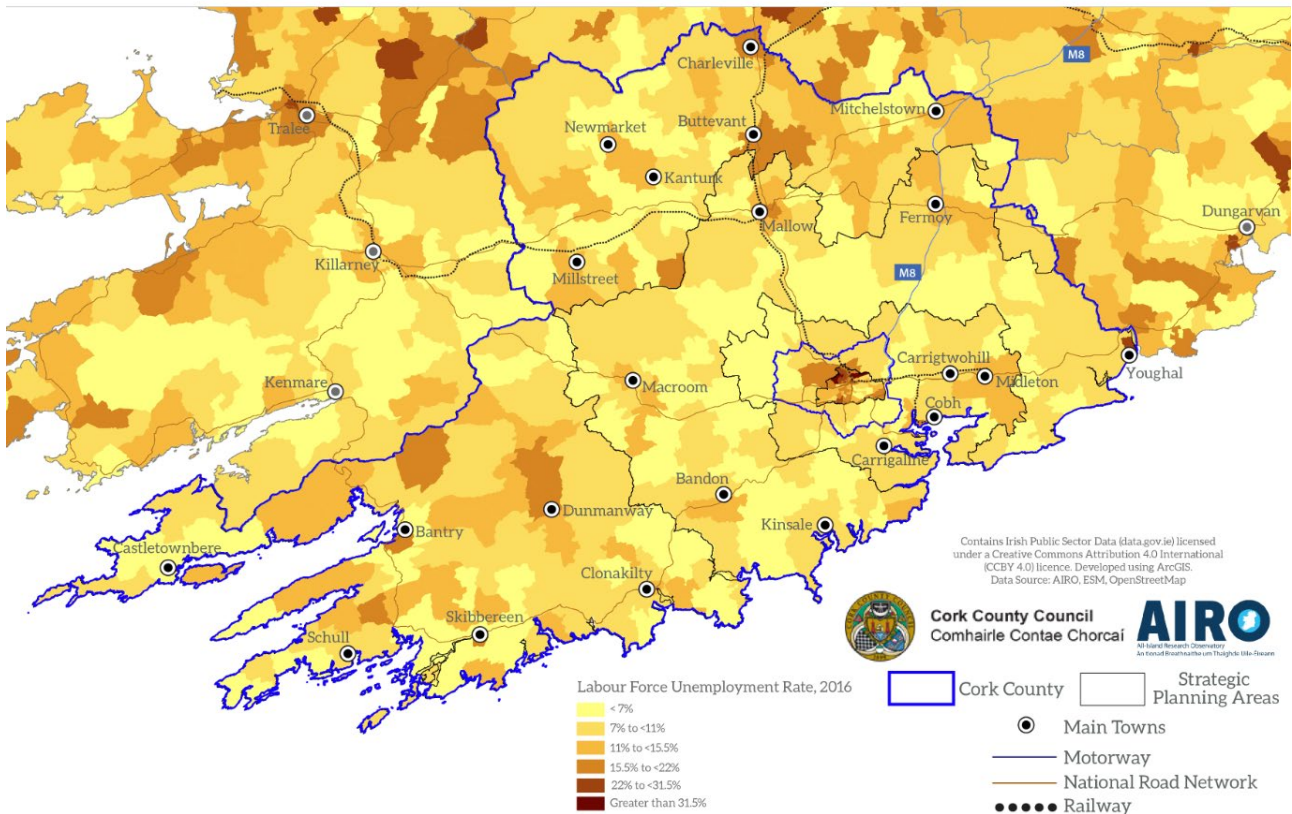 Charleville
M8
Mitchelstown
Tralee
Newmarket
Buttevant
Kanturk
Mallow
Fermoy
Dungarvan
Killarney
Millstreet
M8
Carrigtwohill
Midleton
Youghal
Kenmare
Macroom
Cobh
Carrigaline
Bandon
Dunmanway
Kinsale
Bantry
Castletownbere
Clonakilty
Skibbereen
Schull
Contains Irish Public Sector Data (data.gov.ie) licensed
under a Creative Commons Attribution 4.0 International
(CCBY 4.0) licence. Developed using ArcGIS.
Data Source: AIRO, ESM, OpenStreetMap
Cork County Council
Comhairle Contae Chorcaí
AIRO
All-Island Research Observatory
Labour Force Unemployment Rate, 2016
< 7%
7% to <11%
11% to <15.5%
15.5% to <22%
22% to <31.5%
Greater than 31.5%
Cork County
Strategic
Planning Areas
Main Towns
Motorway
National Road Network
Railway